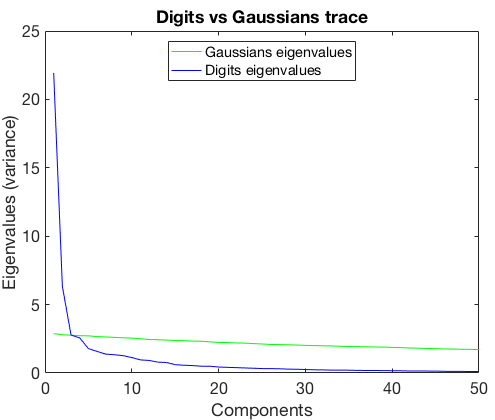 Digits vs Gaussians trace
Gaussians eigenvalues
Digits eigenvalues
Eigenvalues (variance)
25
20
15
10
5
0
0 10 20 30 40 50
Components